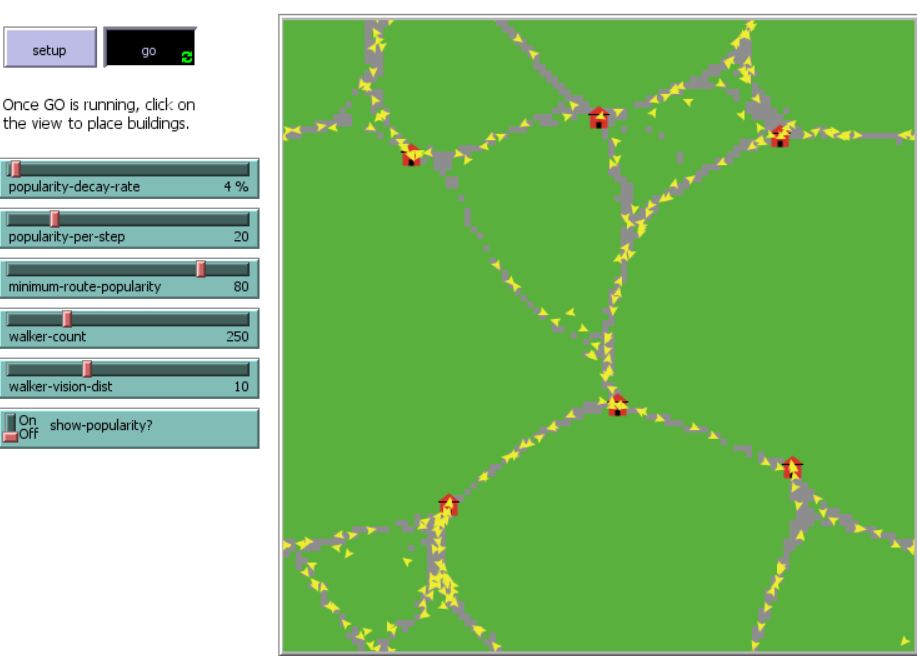 setup
go
Once GO is running, click on
the view to place buildings.
popularity-decay-rate 4 %
popularity-per-step 20
minimum-route-popularity 80
walker-count 250
walker-vision-dist 10
On
Off
show-popularity?